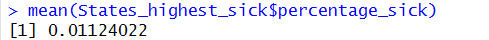 > mean(States_highest_sick$percentage_sick)
[1] 0.01124022